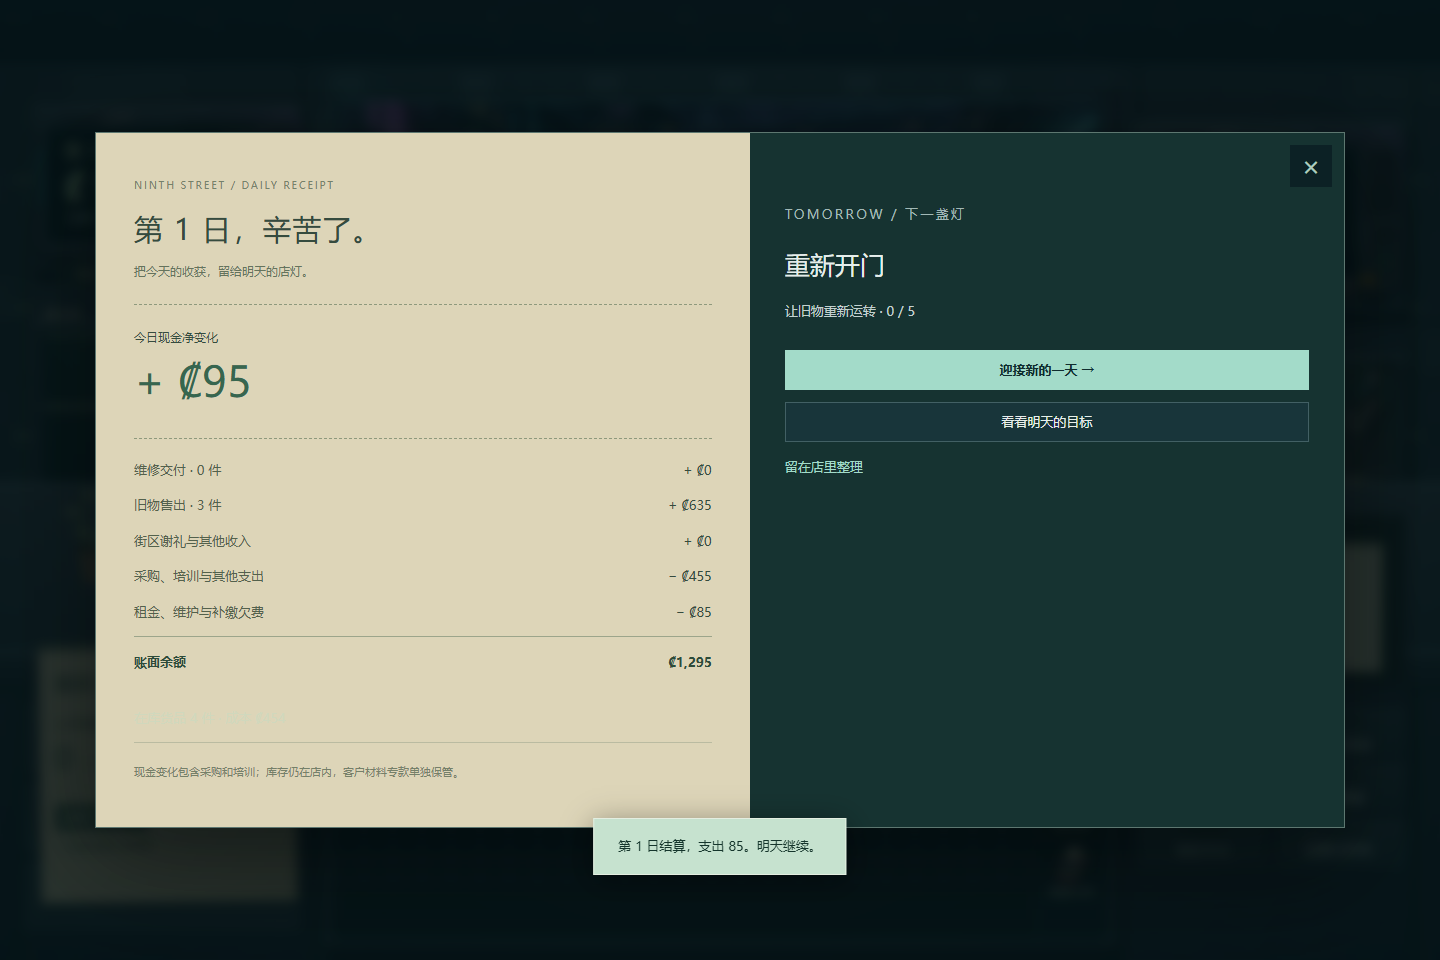 NINTH STREET / DAILY RECEIPT
第 1 日，辛苦了。
把今天的收获，留给明天的店灯。
今日现金净变化
+ ₡95
维修交付 · 0 件 + ₡0
旧物售出 · 3 件 + ₡635
街区谢礼与其他收入 + ₡0
采购、培训与其他支出 − ₡455
租金、维护与补缴欠费 − ₡85
账面余额 ₡1,295
现金变化包含采购和培训；库存仍在店内，客户材料专款单独保管。
×
TOMORROW / 下一盏灯
重新开门
让旧物重新运转 · 0 / 5
迎接新的一天 →
看看明天的目标
留在店里整理
第 1 日结算，支出 85。明天继续。